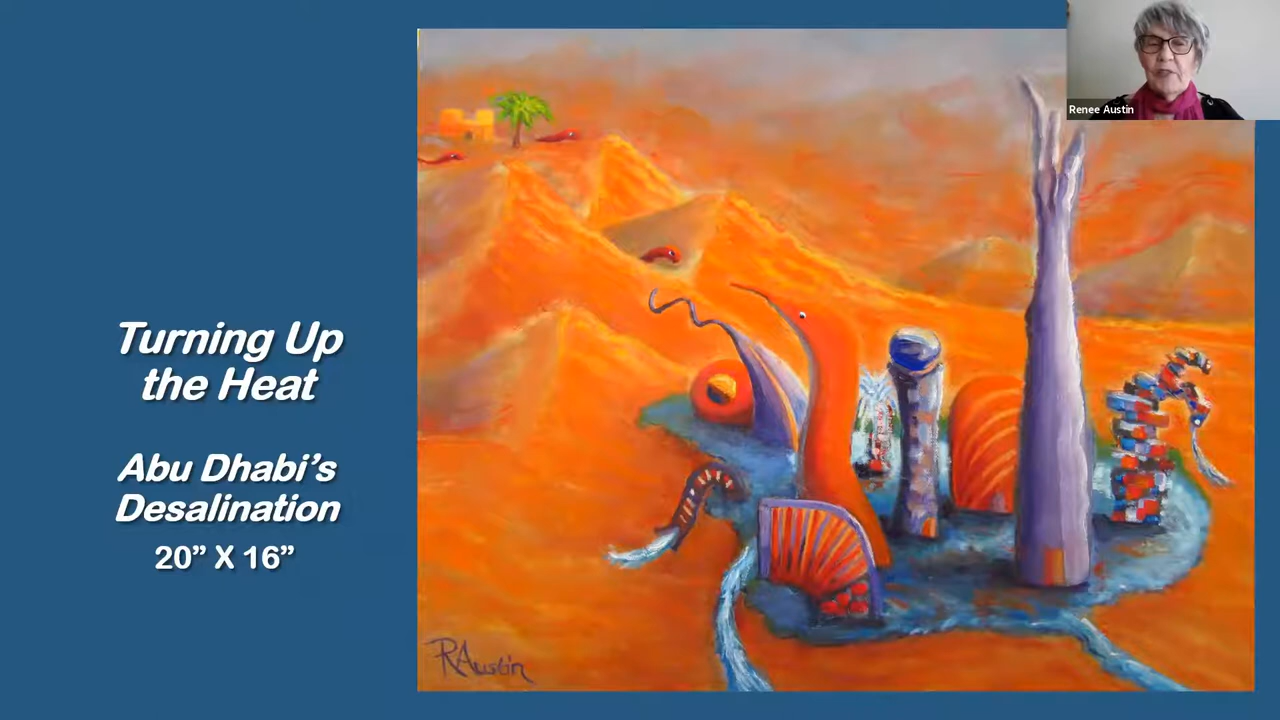 Turning Up
the Heat
Abu Dhabi's
Desalination
20” X 16”
RAustin
Renee Austin